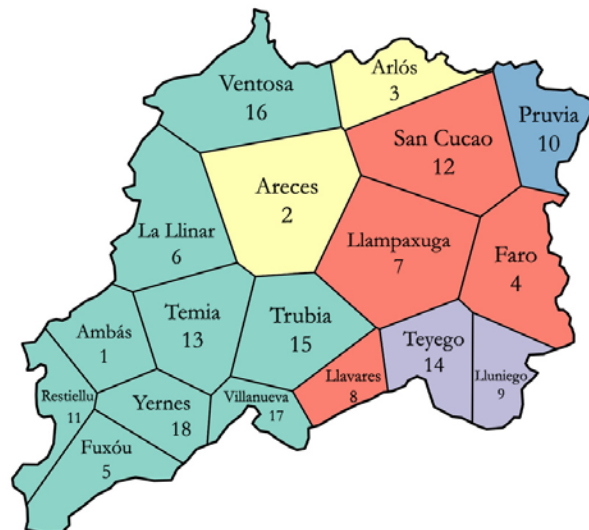 Arlós
3
Ventosa
16
Pruvia
10
San Cucao
12
Areces
2
La Llinar
6
Llampaxuga
7
Faro
4
Temia
13
Trubia
15
Ambás
1
Teyego
14
Lluniego
9
Llavares
8
Restiellu
11
Yernes
18
Villanueva
17
Fuxóu
5